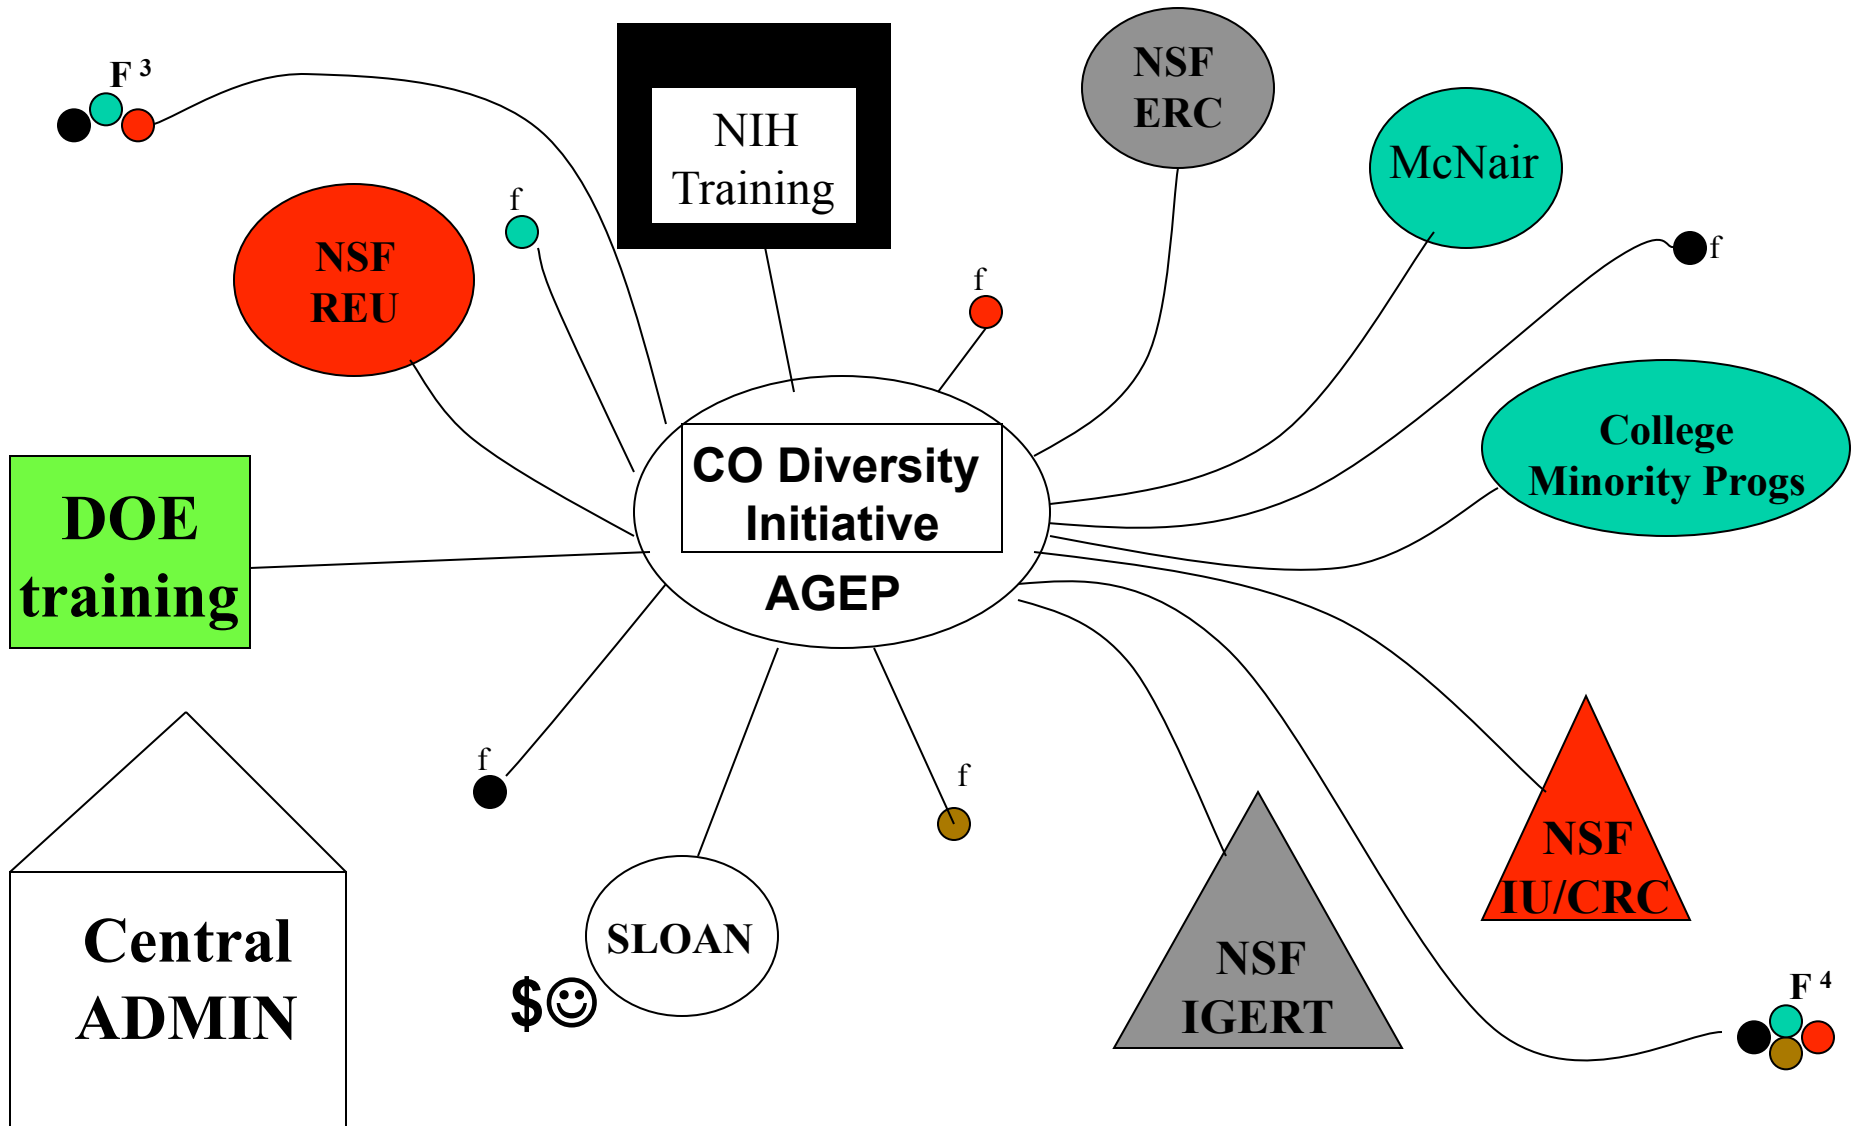 F 3
NIH
Training
NSF
ERC
McNair
f
NSF
REU
f
f
College
Minority Progs
CO Diversity
Initiative
AGEP
DOE
training
f
f
SLOAN
$☺
NSF
IU/CRC
NSF
IGERT
Central
ADMIN
F 4